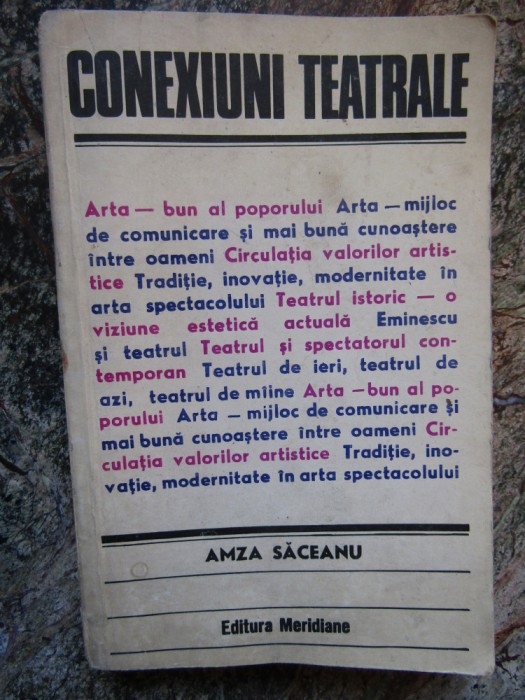 CONEXIUNI TEATRALE
Arta — bun al poporului Arta — mijloc
de comunicare și mai bună cunoaștere
între oameni Circulația valorilor artis-
tice Tradiție, inovație, modernitate în
arta spectacolului Teatrul istoric — o
viziune estetică actuală Eminescu
și teatrul Teatrul și spectatorul con-
temporan Teatrul de ieri, teatrul de
azi, teatrul de mîine Arta — bun al po-
porului Arta — mijloc de comunicare și
mai bună cunoaștere între oameni Cir-
culația valorilor artistice Tradiție, ino-
vație, modernitate în arta spectacolului
AMZA SĂCEANU
Editura Meridiane